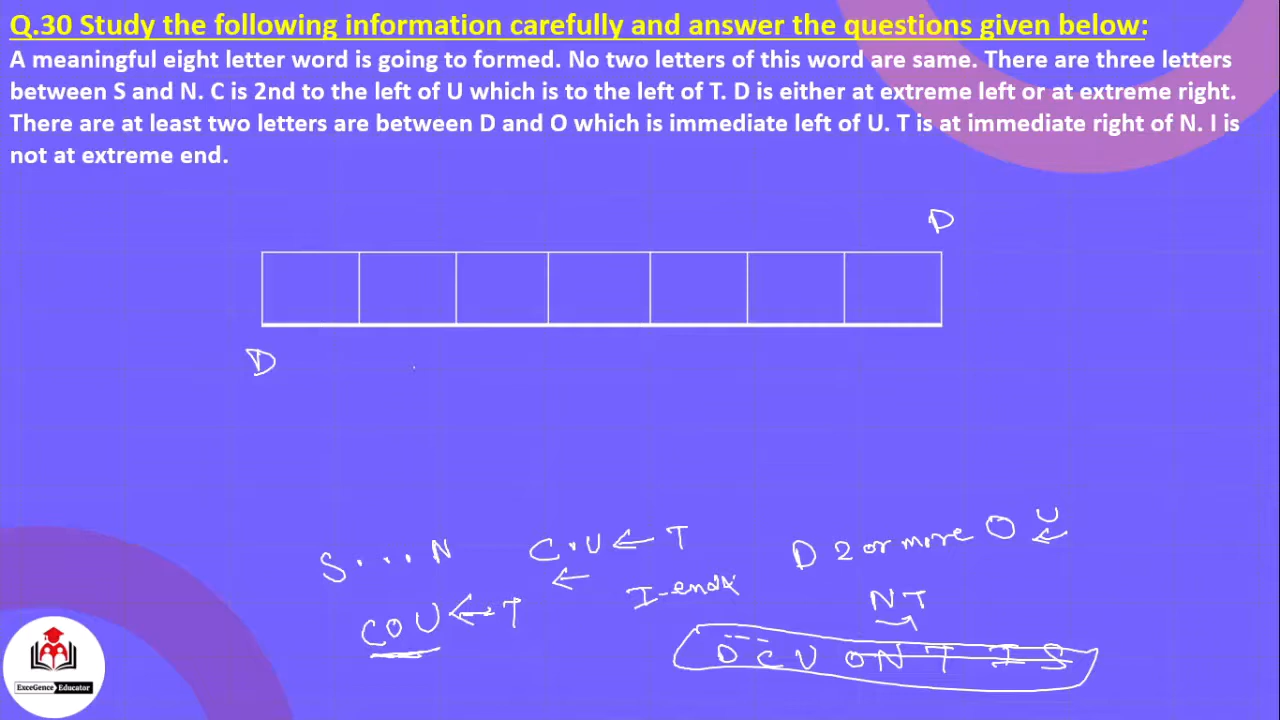 Q.30 Study the following information carefully and answer the questions given below:
A meaningful eight letter word is going to formed. No two letters of this word are same. There are three letters
between S and N. C is 2nd to the left of U which is to the left of T. D is either at extreme left or at extreme right.
There are at least two letters are between D and O which is immediate left of U. T is at immediate right of N. I is
not at extreme end.
D
D
S . . . N
C . U ← T
←
D 2 or more O U
←
I-end×
COU ← T
NT
→
D C U O N T I S
ExceGence Educator